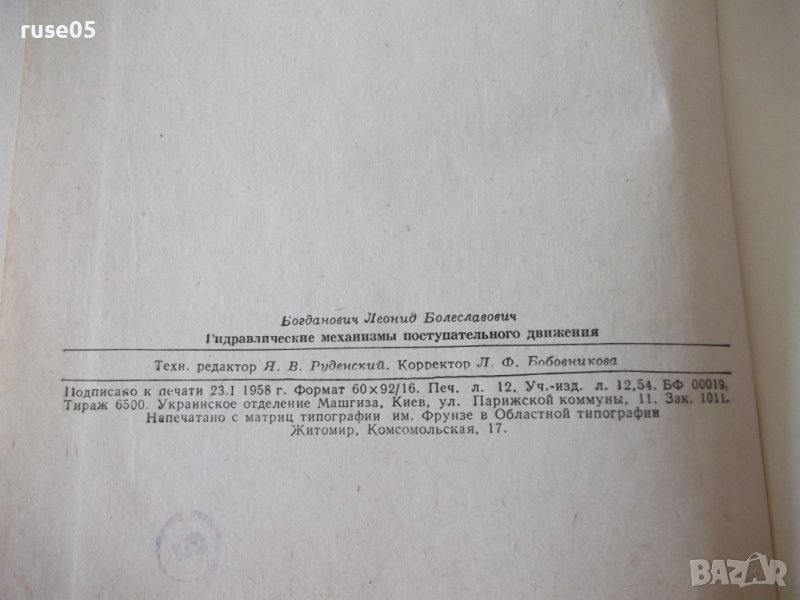 ruse05
Богданович Леонид Болеславович
Гидравлические механизмы поступательного движения
Техн. редактор Я. В. Руденский. Корректор Л. Ф. Бобовникова
Подписано к печати 23.I 1958 г. Формат 60×92/16. Печ. л. 12. Уч.-изд. л. 12,54. БФ 00019.
Тираж 6500. Украинское отделение Машгиза, Киев, ул. Парижской коммуны, 11. Зак. 1011.
Напечатано с матриц типографии им. Фрунзе в Областной типографии
Житомир, Комсомольская, 17.
BAZAR